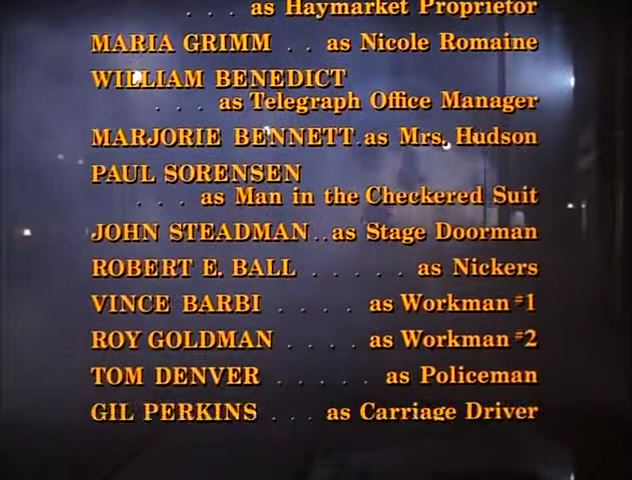 . . . as Haymarket Proprietor
MARIA GRIMM . . as Nicole Romaine
WILLIAM BENEDICT
. . . as Telegraph Office Manager
MARJORIE BENNETT . as Mrs. Hudson
PAUL SORENSEN
. . . as Man in the Checkered Suit
JOHN STEADMAN . . as Stage Doorman
ROBERT E. BALL . . . . . as Nickers
VINCE BARBI . . . . as Workman #1
ROY GOLDMAN . . . . as Workman #2
TOM DENVER . . . . . as Policeman
GIL PERKINS . . . as Carriage Driver